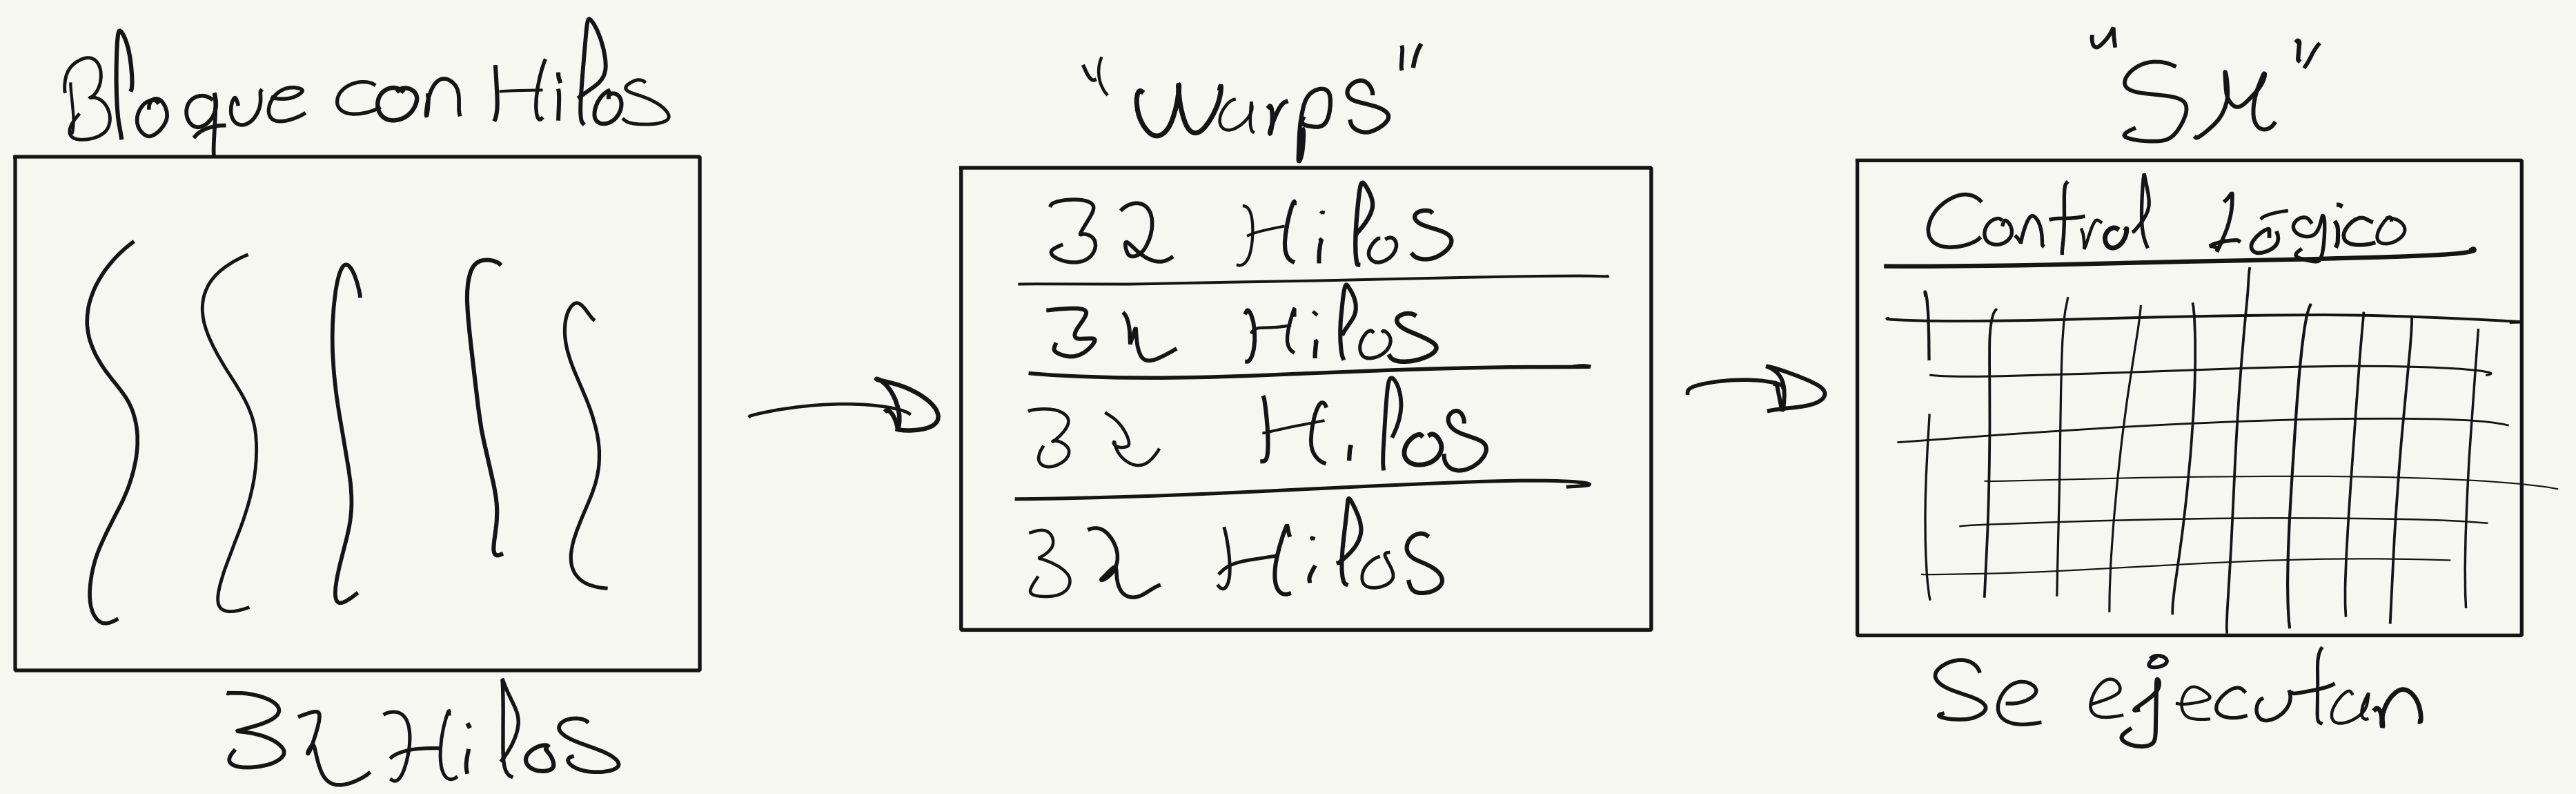 Bloque con Hilos
32 Hilos
"Warps"
32 Hilos
32 Hilos
32 Hilos
32 Hilos
"SM"
Control Lógico
Se ejecutan